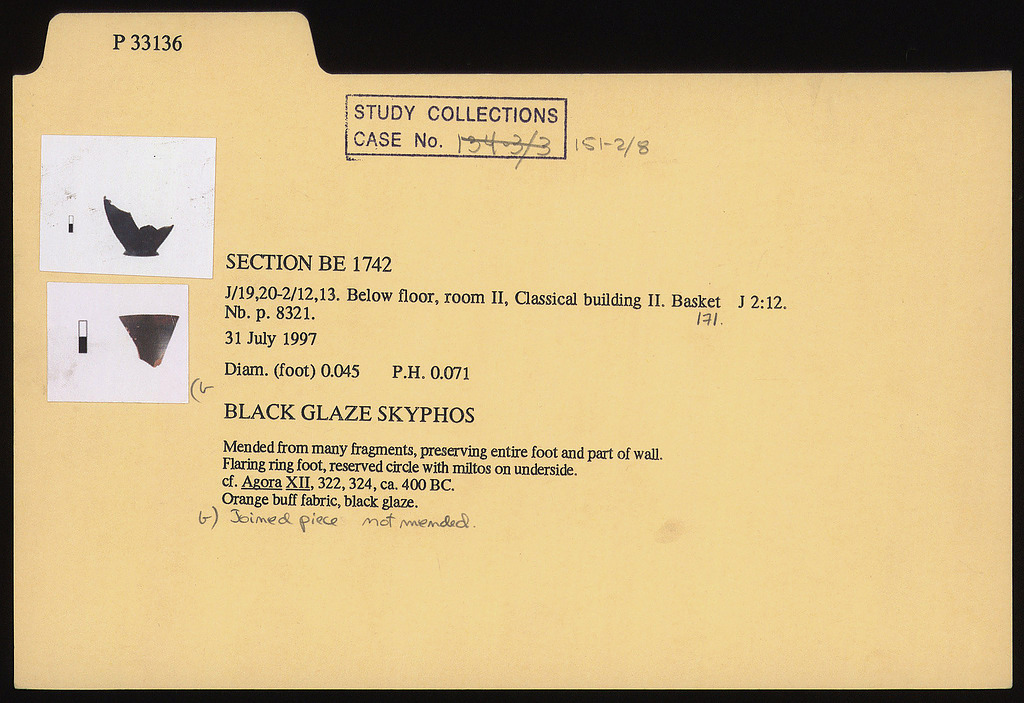 P 33136
STUDY COLLECTIONS
CASE No. 134-3/3 151-2/8
SECTION BE 1742
J/19,20-2/12,13. Below floor, room II, Classical building II. Basket J 2:12.
171.
Nb. p. 8321.
31 July 1997
Diam. (foot) 0.045 P.H. 0.071
(b
BLACK GLAZE SKYPHOS
Mended from many fragments, preserving entire foot and part of wall.
Flaring ring foot, reserved circle with miltos on underside.
cf. Agora XII, 322, 324, ca. 400 BC.
Orange buff fabric, black glaze.
b) Joined piece not mended.